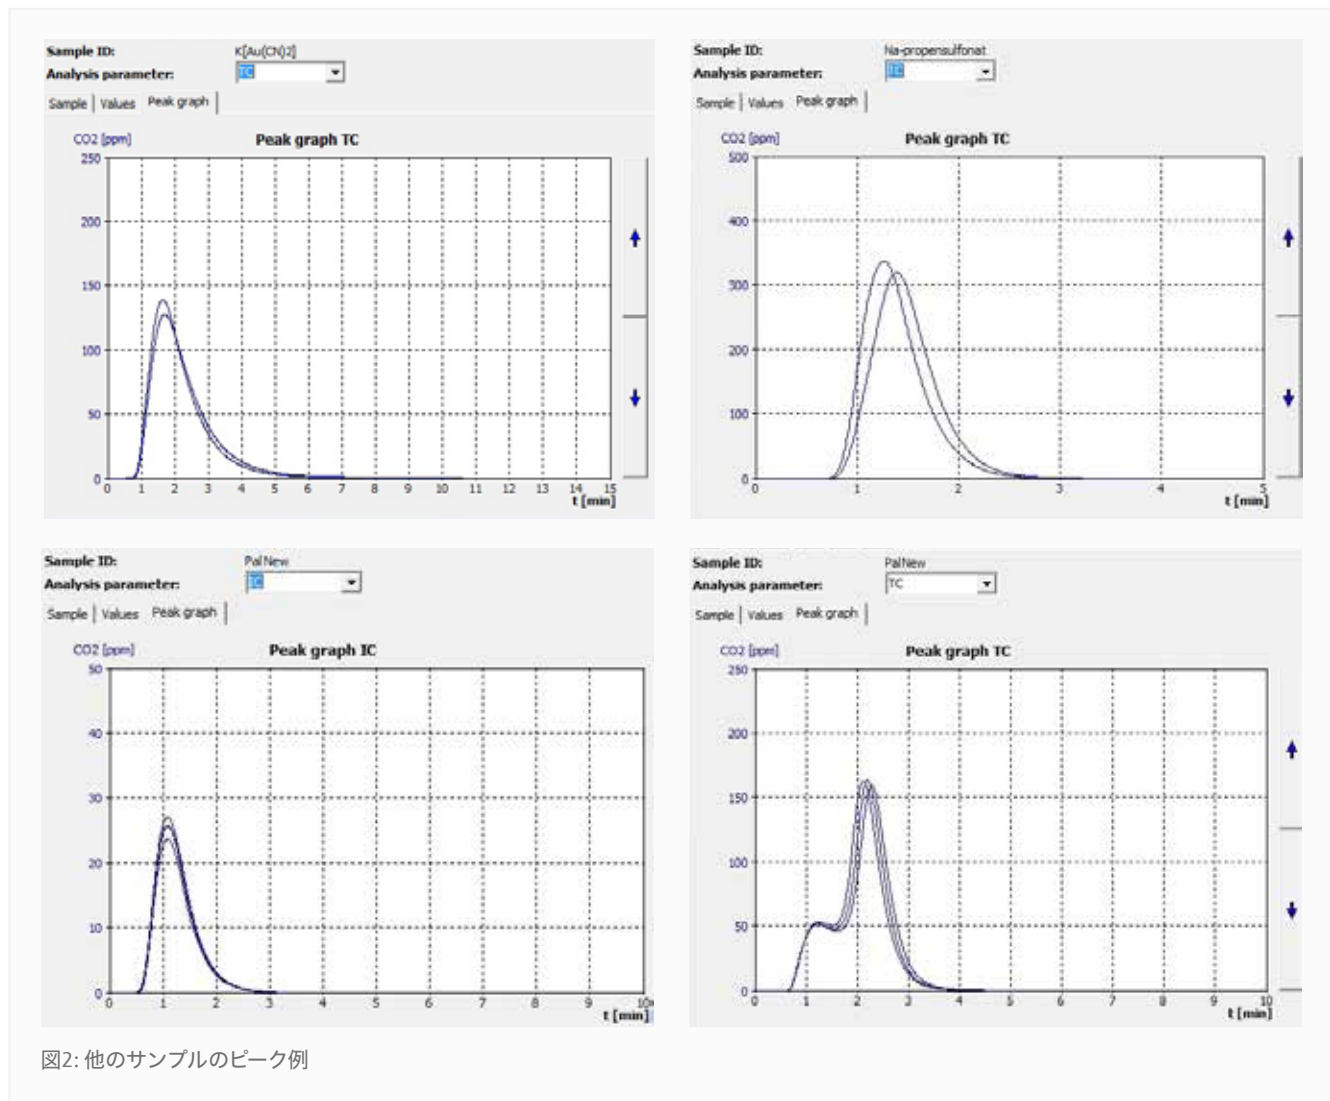 Sample ID: K[Au(CN)2]
Analysis parameter: TC
Sample | Values Peak graph
CO2 [ppm]
Peak graph TC
250
200
150
100
50
0
0 1 2 3 4 5 6 7 8 9 10 11 12 13 14 15
t [min]
Sample ID: Na-propensulfonat
Analysis parameter: TC
Sample | Values Peak graph
CO2 [ppm]
Peak graph TC
500
400
300
200
100
0
0 1 2 3 4 5
t [min]
Sample ID: PalNew
Analysis parameter:
Sample | Values Peak graph
CO2 [ppm]
Peak graph IC
50
40
30
20
10
0
0 1 2 3 4 5 6 7 8 9 10
t [min]
Sample ID: PalNew
Analysis parameter: TC
Sample | Values Peak graph
CO2 [ppm]
Peak graph TC
250
200
150
100
50
0
0 1 2 3 4 5 6 7 8 9 10
t [min]
図2: 他のサンプルのピーク例